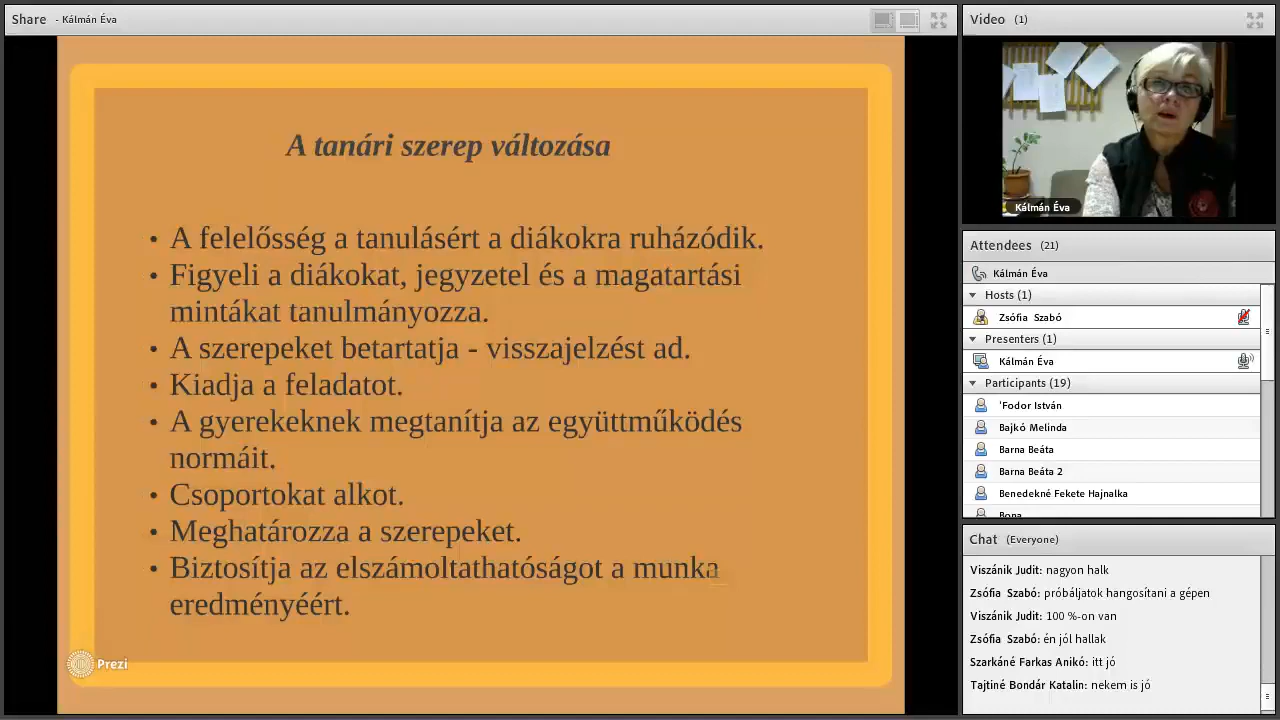 Share - Kálmán Éva
A tanári szerep változása
• A felelősség a tanulásért a diákokra ruházódik.
• Figyeli a diákokat, jegyzetel és a magatartási
mintákat tanulmányozza.
• A szerepeket betartatja - visszajelzést ad.
• Kiadja a feladatot.
• A gyerekeknek megtanítja az együttműködés
normáit.
• Csoportokat alkot.
• Meghatározza a szerepeket.
• Biztosítja az elszámoltathatóságot a munka
eredményéért.
Prezi
Video (1)
Kálmán Éva
Attendees (21)
Kálmán Éva
Hosts (1)
Zsófia Szabó
Presenters (1)
Kálmán Éva
Participants (19)
'Fodor István
Bajkó Melinda
Barna Beáta
Barna Beáta 2
Benedekné Fekete Hajnalka
Bona
Chat (Everyone)
Viszánik Judit: nagyon halk
Zsófia Szabó: próbáljatok hangosítani a gépen
Viszánik Judit: 100 %-on van
Zsófia Szabó: én jól hallak
Szarkáné Farkas Anikó: itt jó
Tajtiné Bondár Katalin: nekem is jó